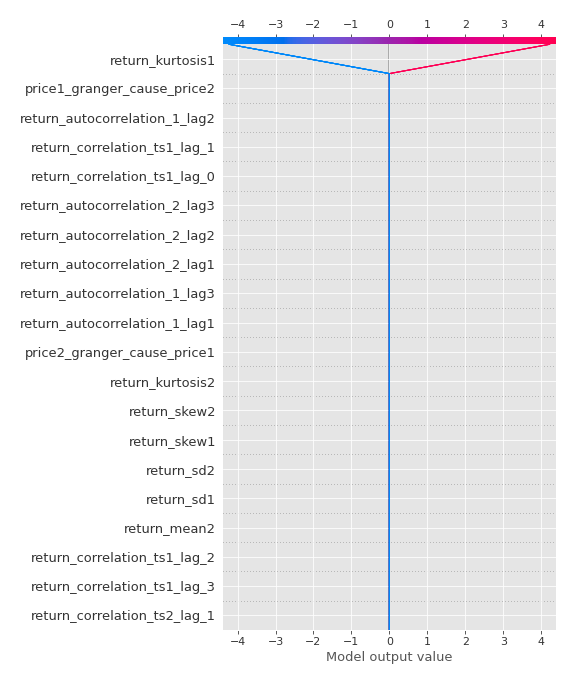 −4 −3 −2 −1 0 1 2 3 4
return_kurtosis1
price1_granger_cause_price2
return_autocorrelation_1_lag2
return_correlation_ts1_lag_1
return_correlation_ts1_lag_0
return_autocorrelation_2_lag3
return_autocorrelation_2_lag2
return_autocorrelation_2_lag1
return_autocorrelation_1_lag3
return_autocorrelation_1_lag1
price2_granger_cause_price1
return_kurtosis2
return_skew2
return_skew1
return_sd2
return_sd1
return_mean2
return_correlation_ts1_lag_2
return_correlation_ts1_lag_3
return_correlation_ts2_lag_1
−4 −3 −2 −1 0 1 2 3 4
Model output value